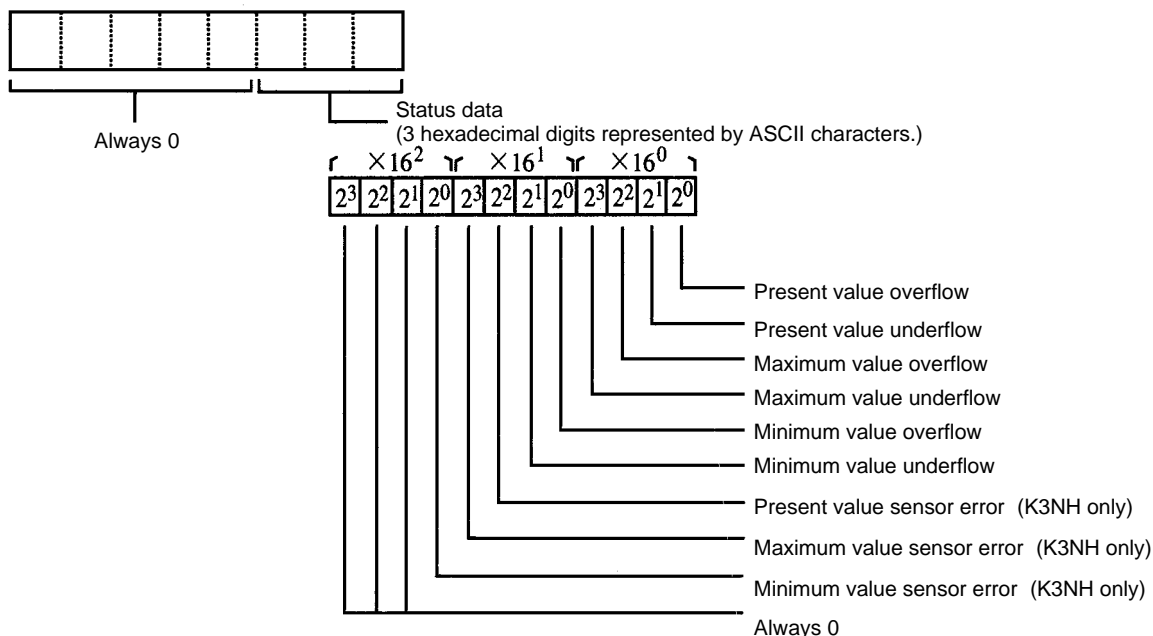 Always 0
Status data
(3 hexadecimal digits represented by ASCII characters.)
×16² ×16¹ ×16⁰
2³ 2² 2¹ 2⁰ 2³ 2² 2¹ 2⁰ 2³ 2² 2¹ 2⁰
Present value overflow
Present value underflow
Maximum value overflow
Maximum value underflow
Minimum value overflow
Minimum value underflow
Present value sensor error (K3NH only)
Maximum value sensor error (K3NH only)
Minimum value sensor error (K3NH only)
Always 0